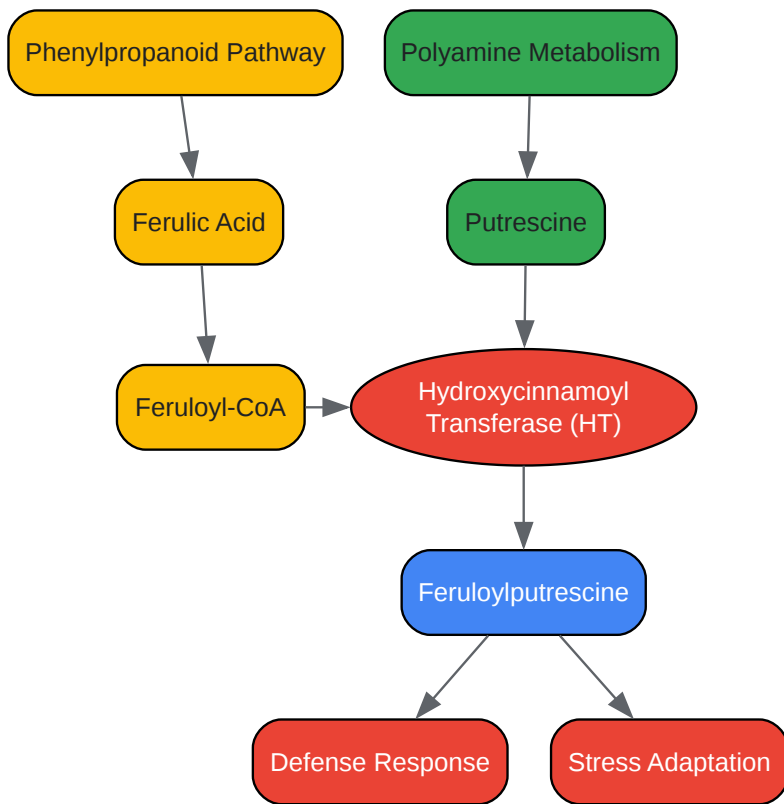 Phenylpropanoid Pathway
Polyamine Metabolism
Ferulic Acid
Putrescine
Feruloyl-CoA
Hydroxycinnamoyl
Transferase (HT)
Feruloylputrescine
Defense Response
Stress Adaptation